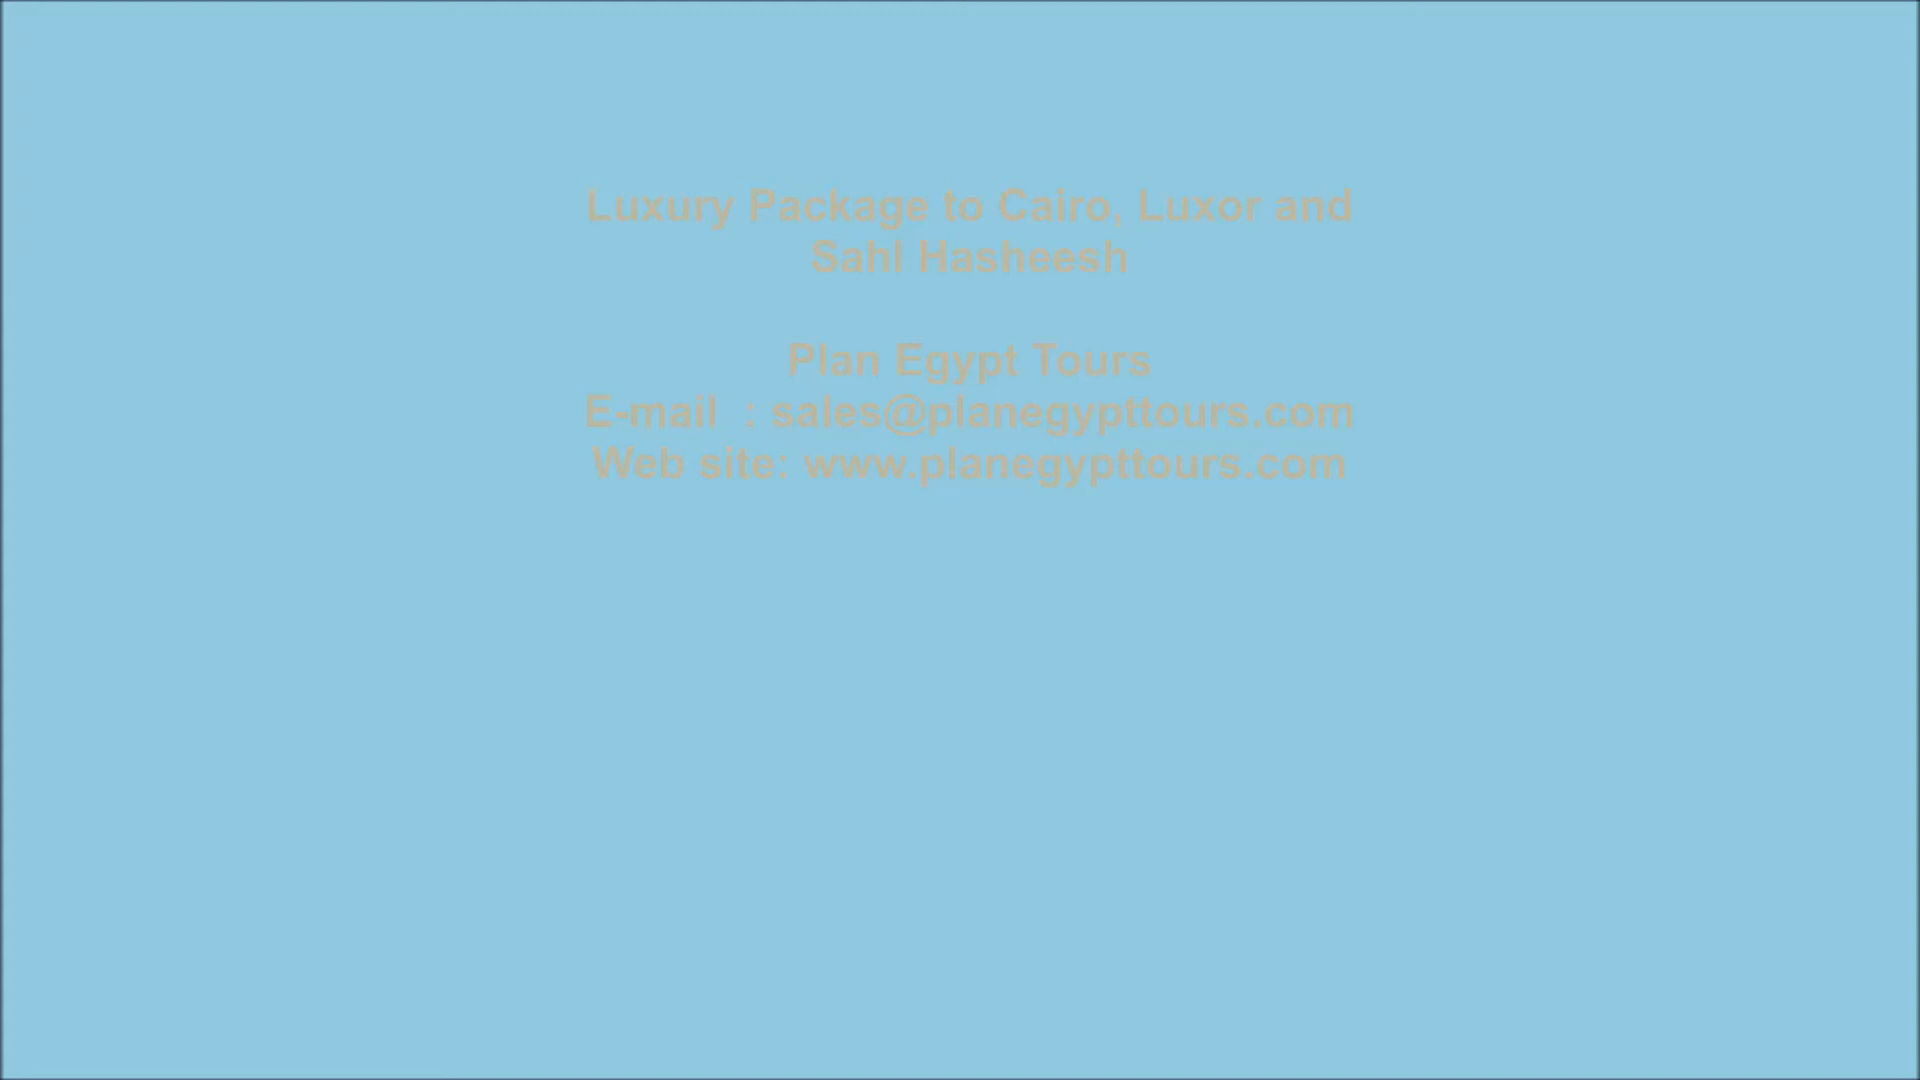 Luxury Package to Cairo, Luxor and
Sahl Hasheesh
Plan Egypt Tours
E-mail  : sales@planegypttours.com
Web site: www.planegypttours.com